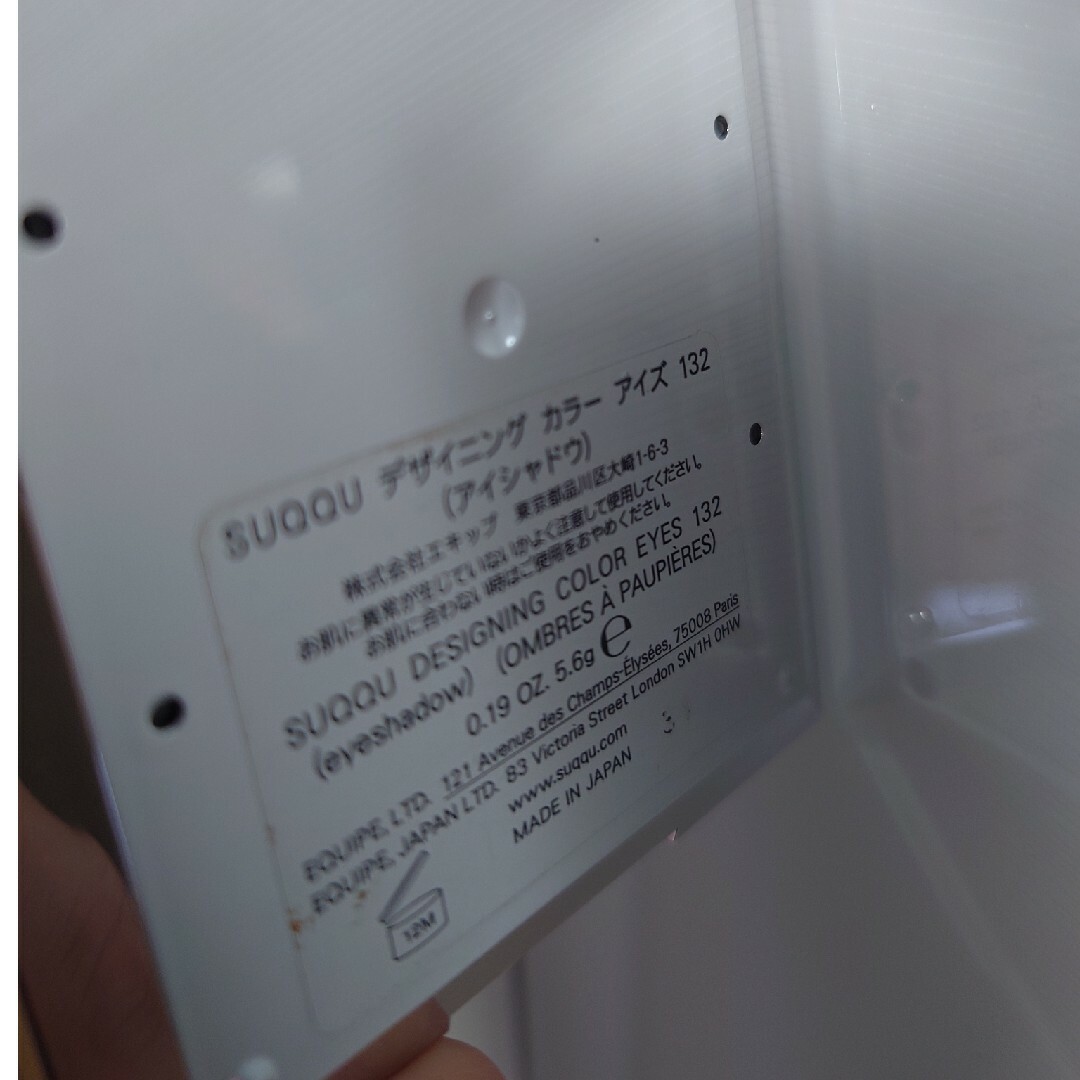 SUQQU デザイニング カラー アイズ 132
(アイシャドウ)
株式会社エキップ 東京都品川区大崎1-6-3
お肌に異常が生じていないかよく注意して使用してください。
お肌に合わない時はご使用をおやめください。
SUQQU DESIGNING COLOR EYES 132
(eyeshadow) (OMBRES À PAUPIÈRES)
0.19 OZ. 5.6g ℮
EQUIPE, LTD. 121 Avenue des Champs-Élysées, 75008 Paris
EQUIPE, JAPAN LTD. 83 Victoria Street London SW1H 0HW
www.suqqu.com
MADE IN JAPAN
12M